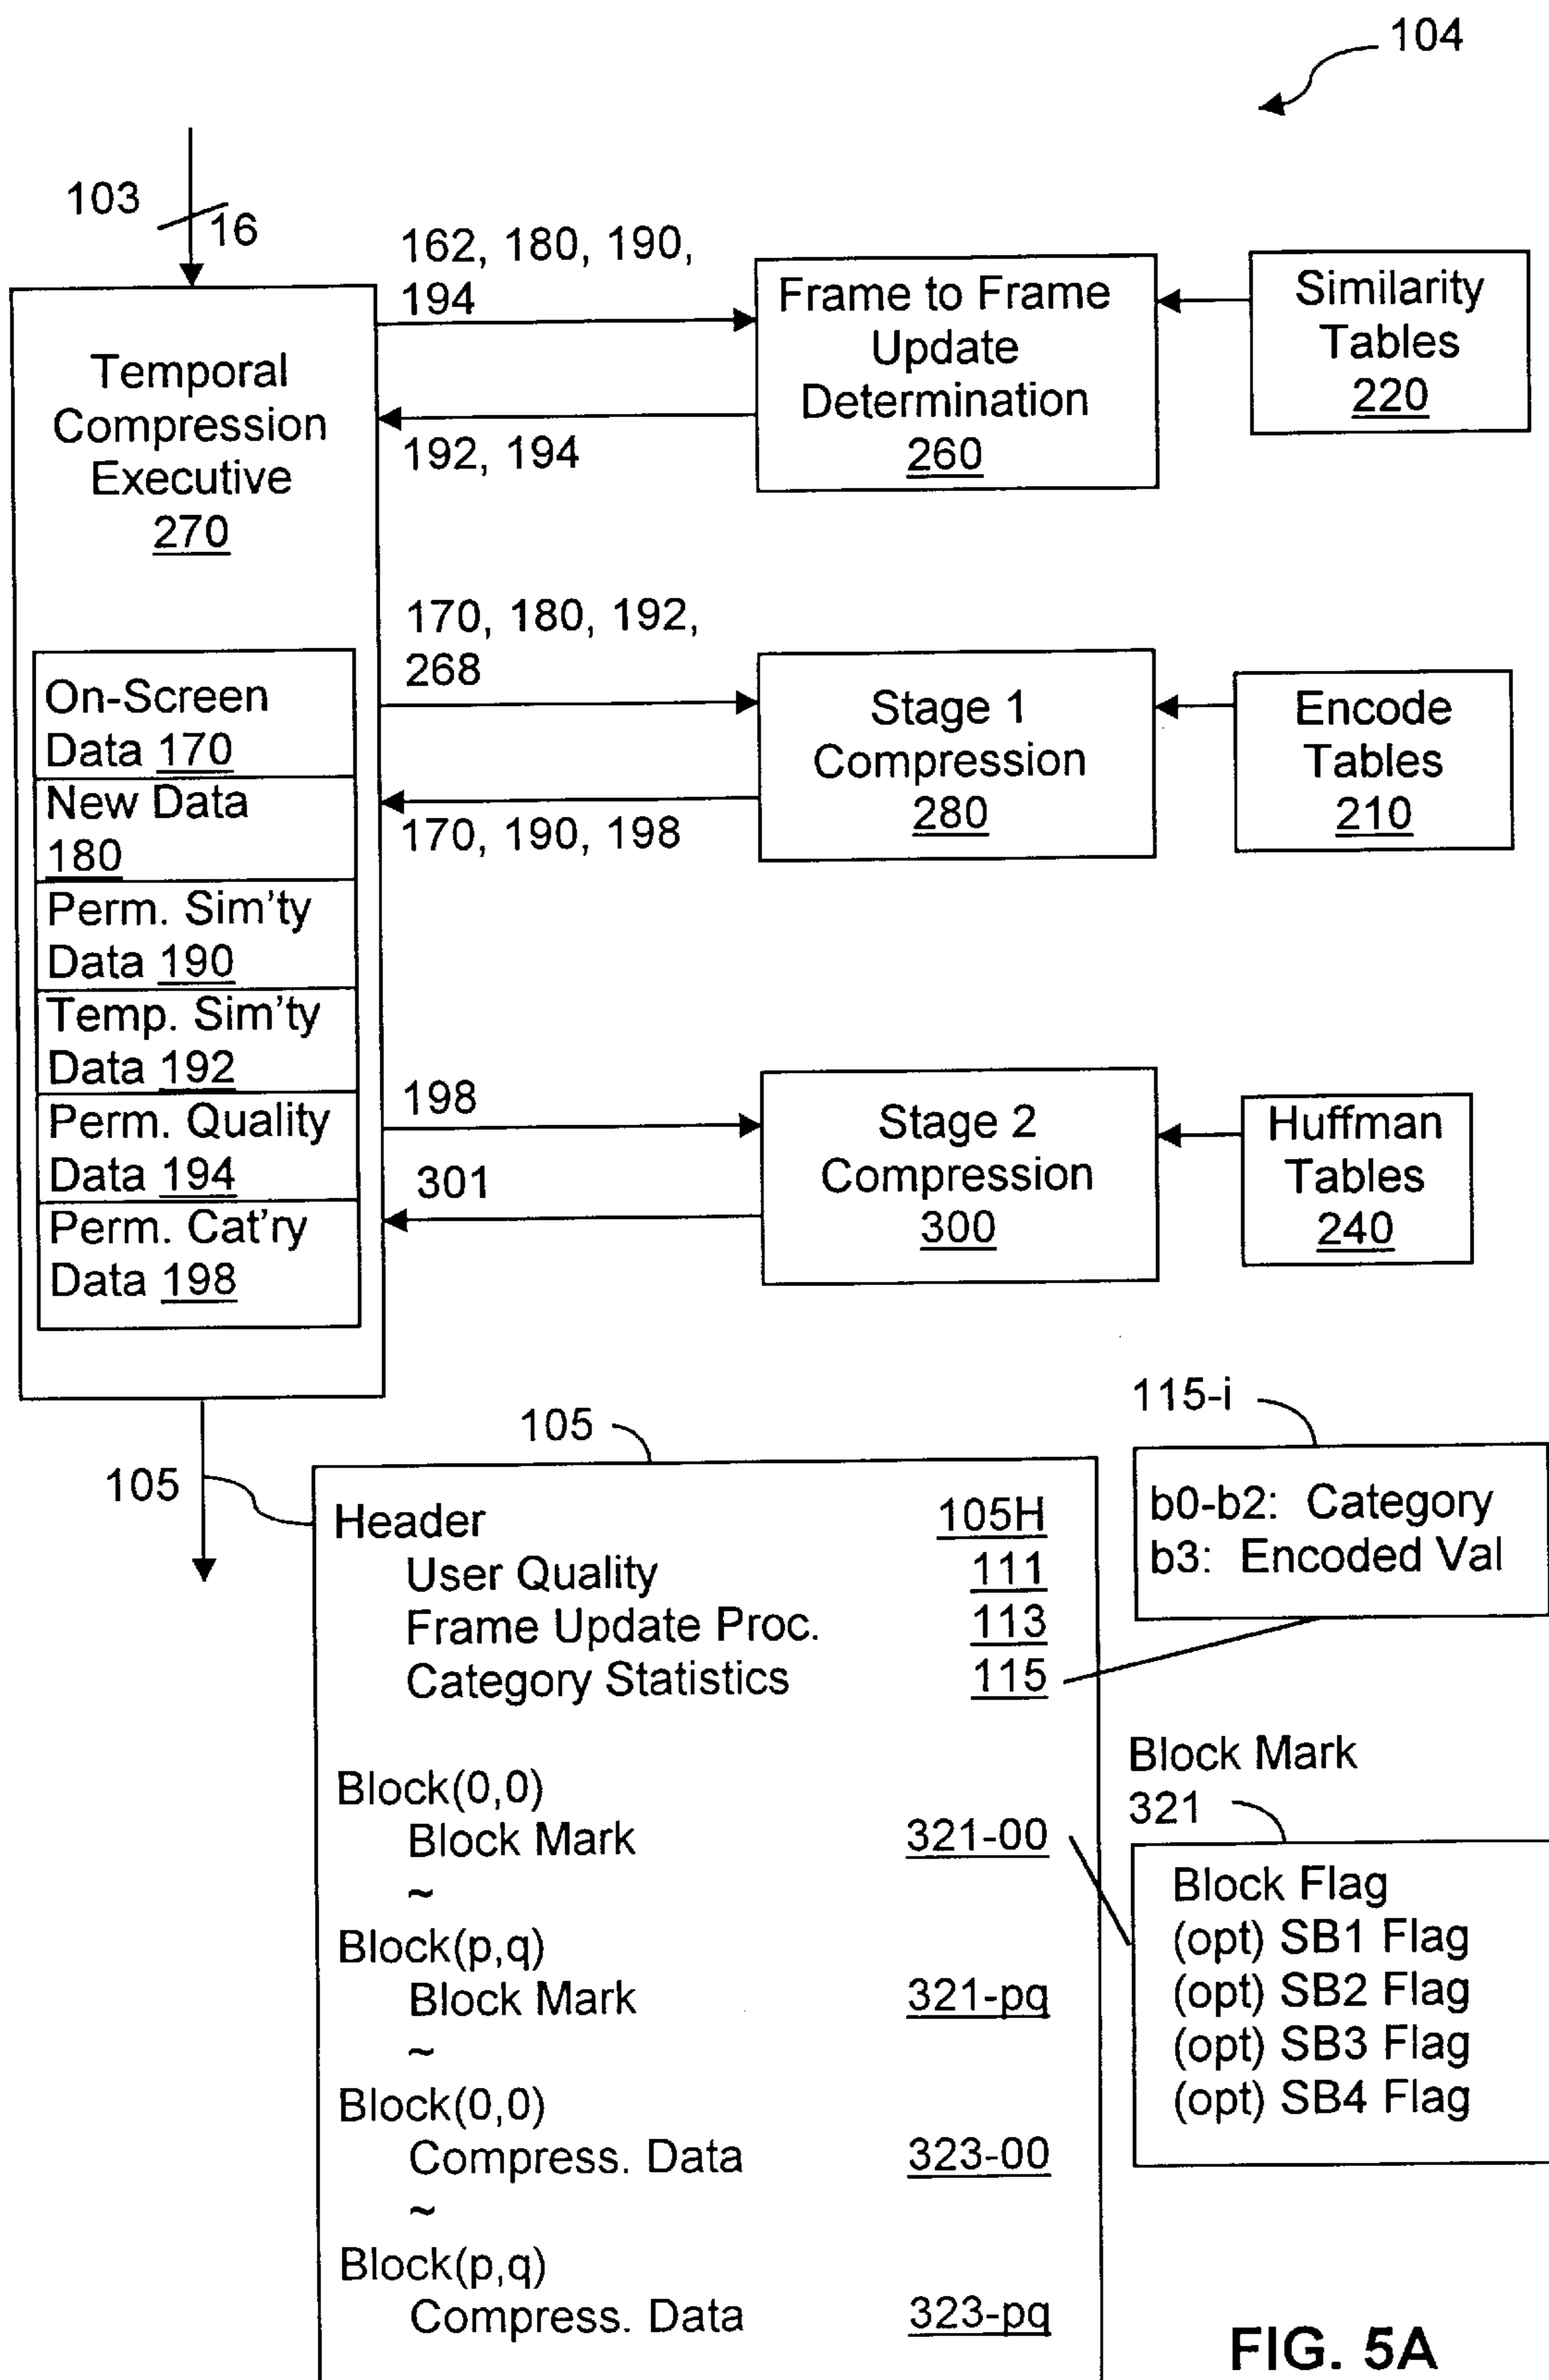 104
103
16
162, 180, 190,
194
Frame to Frame
Update
Determination
260
Similarity
Tables
220
192, 194
Temporal
Compression
Executive
270
170, 180, 192,
268
Stage 1
Compression
280
Encode
Tables
210
170, 190, 198
On-Screen
Data 170
New Data
180
Perm. Sim'ty
Data 190
Temp. Sim'ty
Data 192
Perm. Quality
Data 194
Perm. Cat'ry
Data 198
198
Stage 2
Compression
300
Huffman
Tables
240
301
105
105
115-i
b0-b2: Category
b3: Encoded Val
Header 105H
User Quality 111
Frame Update Proc. 113
Category Statistics 115
Block(0,0)
Block Mark 321-00
~
Block(p,q)
Block Mark 321-pq
~
Block(0,0)
Compress. Data 323-00
~
Block(p,q)
Compress. Data 323-pq
Block Mark
321
Block Flag
(opt) SB1 Flag
(opt) SB2 Flag
(opt) SB3 Flag
(opt) SB4 Flag
FIG. 5A